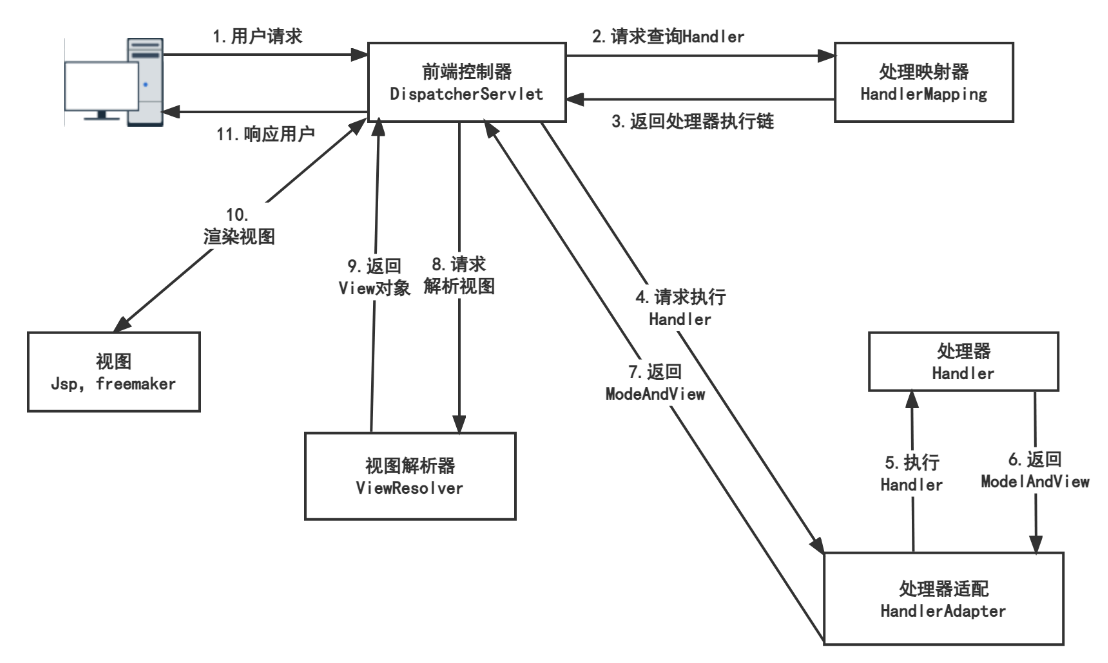 1.用户请求
2.请求查询Handler
前端控制器
DispatcherServlet
处理映射器
HandlerMapping
11.响应用户
3.返回处理器执行链
10.
渲染视图
9.返回
View对象
8.请求
解析视图
4.请求执行
Handler
视图
Jsp, freemaker
7.返回
ModeAndView
处理器
Handler
视图解析器
ViewResolver
5.执行
Handler
6.返回
ModelAndView
处理器适配
HandlerAdapter